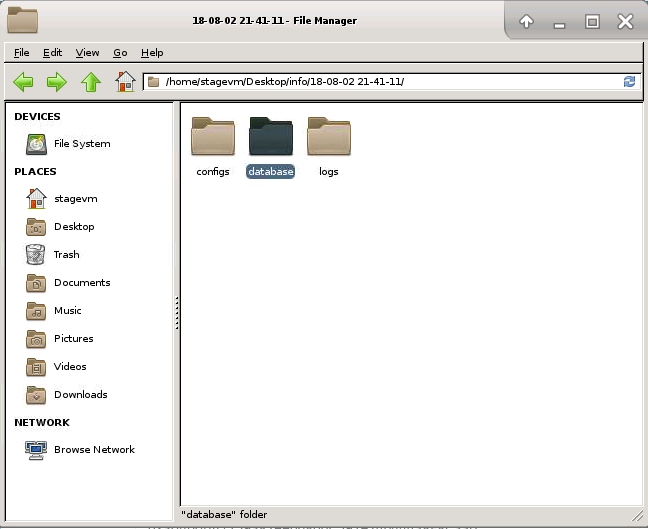 18-08-02 21-41-11 - File Manager
File Edit View Go Help
/home/stagevm/Desktop/info/18-08-02 21-41-11/
DEVICES
File System
PLACES
stagevm
Desktop
Trash
Documents
Music
Pictures
Videos
Downloads
NETWORK
Browse Network
configs database logs
"database" folder